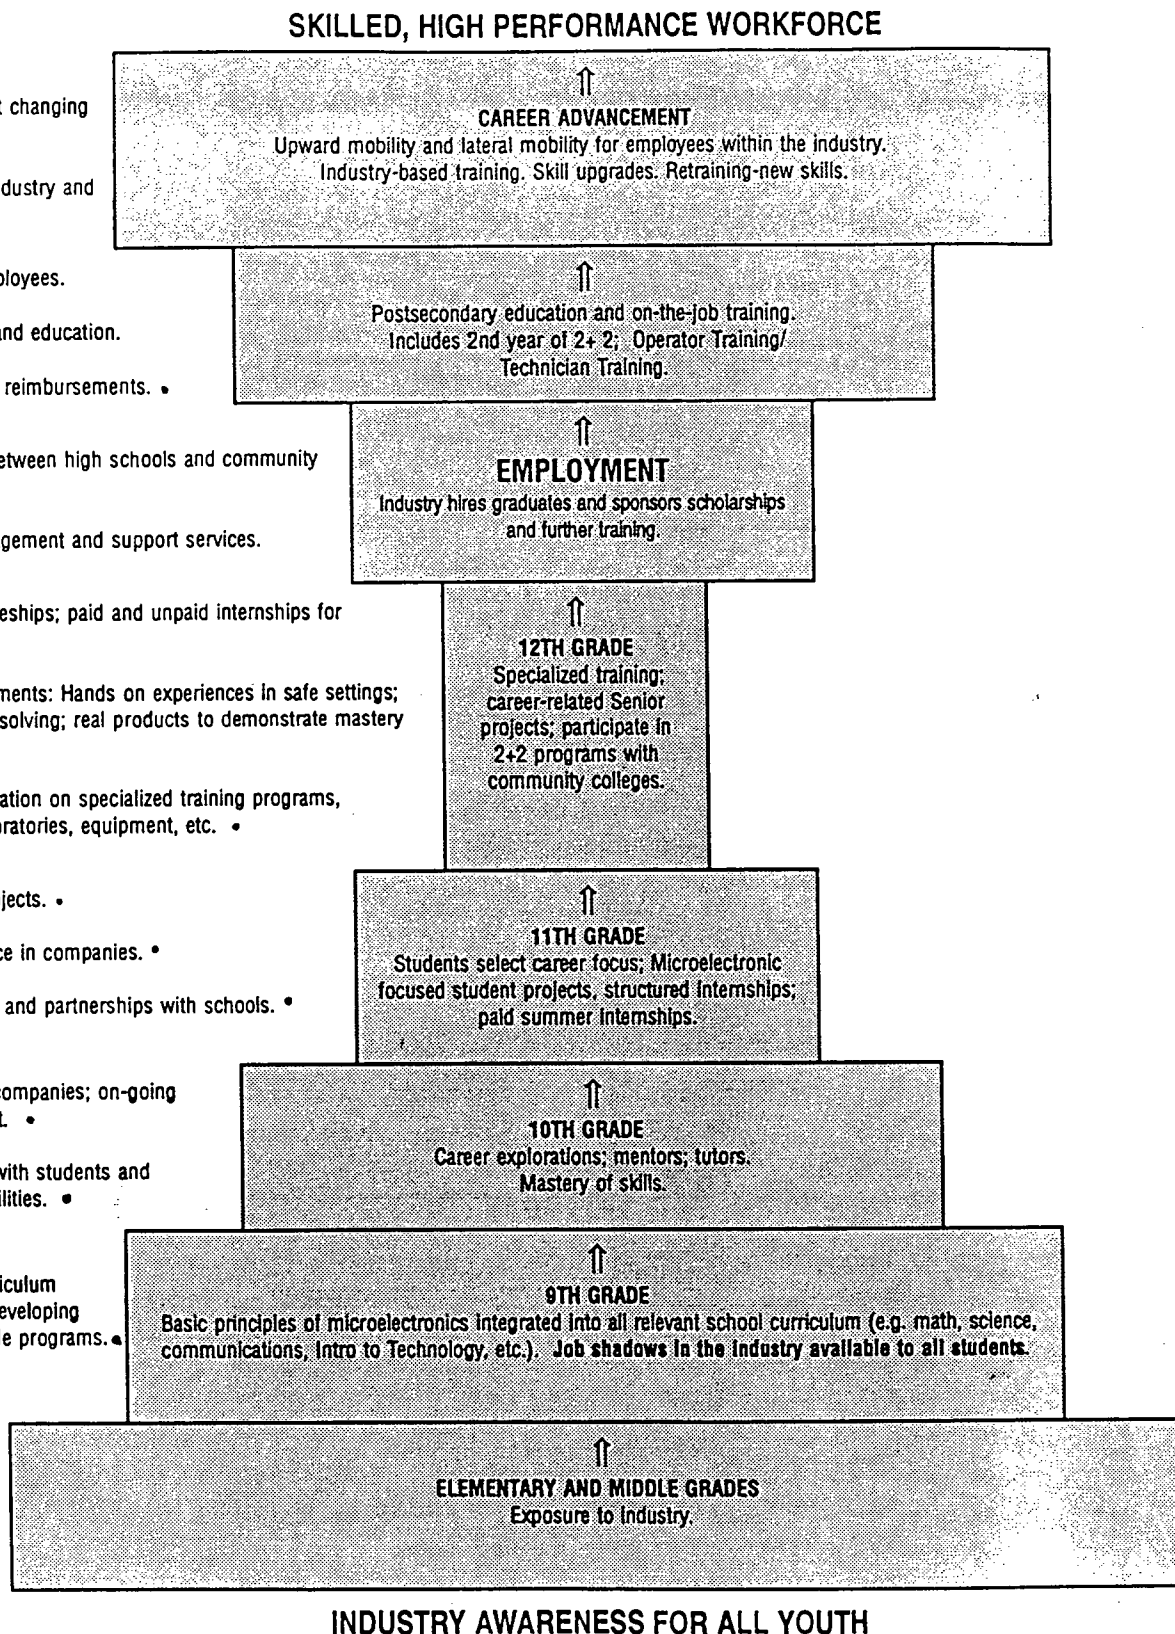 SKILLED, HIGH PERFORMANCE WORKFORCE
changing
⇑
CAREER ADVANCEMENT
Upward mobility and lateral mobility for employees within the industry.
Industry-based training. Skill upgrades. Retraining-new skills.
dustry and
ployees.
⇑
Postsecondary education and on-the-job training.
Includes 2nd year of 2+ 2; Operator Training/
Technician Training.
and education.
reimbursements. •
⇑
EMPLOYMENT
Industry hires graduates and sponsors scholarships
and further training.
etween high schools and community
gement and support services.
eships; paid and unpaid internships for
ments: Hands on experiences in safe settings;
solving; real products to demonstrate mastery
ation on specialized training programs,
oratories, equipment, etc. •
⇑
12TH GRADE
Specialized training;
career-related Senior
projects; participate in
2+2 programs with
community colleges.
jects. •
ce in companies. •
and partnerships with schools. •
⇑
11TH GRADE
Students select career focus; Microelectronic
focused student projects, structured Internships;
paid summer Internships.
companies; on-going
t. •
with students and
ilities. •
⇑
10TH GRADE
Career explorations; mentors; tutors.
Mastery of skills.
riculum
eveloping
le programs. •
⇑
9TH GRADE
Basic principles of microelectronics integrated into all relevant school curriculum (e.g. math, science,
communications, Intro to Technology, etc.). Job shadows in the industry available to all students.
⇑
ELEMENTARY AND MIDDLE GRADES
Exposure to Industry.
INDUSTRY AWARENESS FOR ALL YOUTH